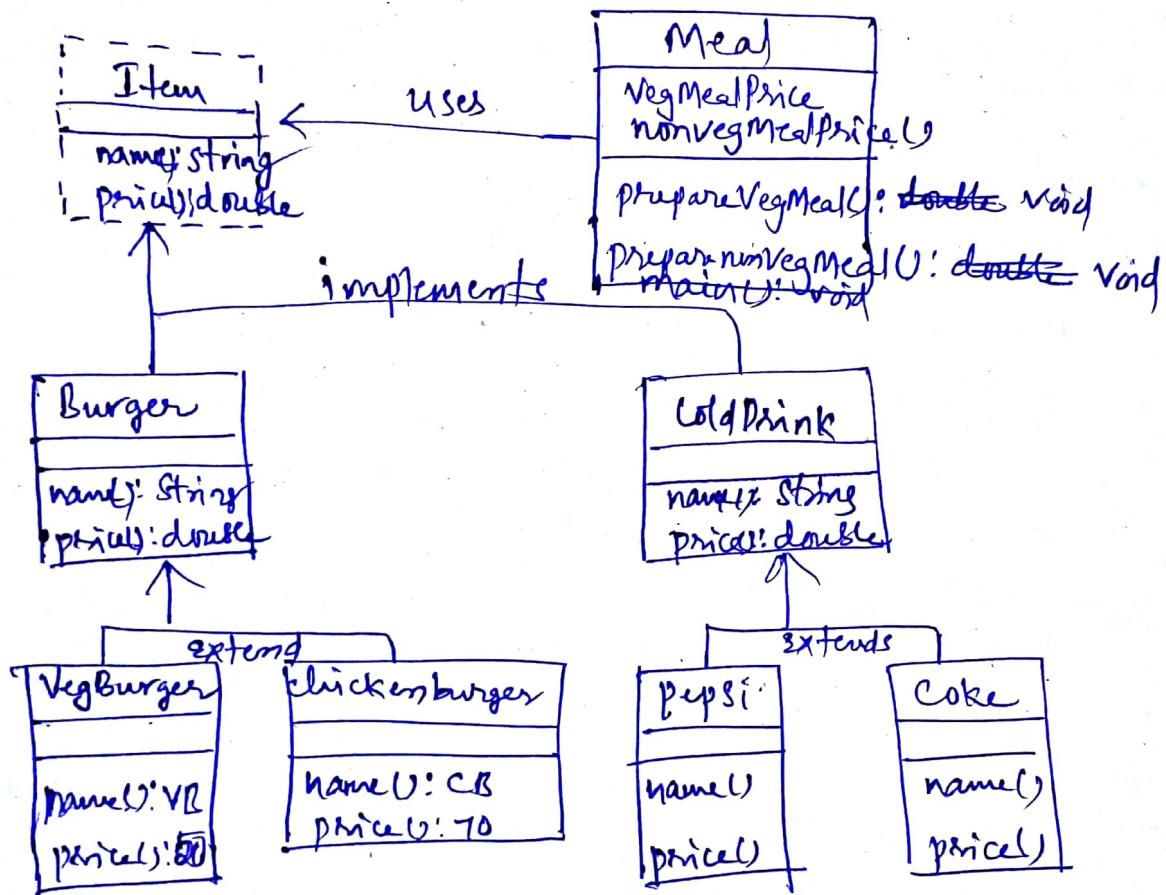 Item
name(): string
price(): double
uses
Meal
VegMealPrice
nonvegMealPrice()
prepareVegMeal(): double void
preparenonVegMeal(): double void
main(): void
implements
Burger
name(): String
price(): double
ColdDrink
name(): String
price(): double
extend
VegBurger
name(): VB
price():
chickenburger
name(): CB
price(): 70
extends
pepsi
name()
price()
Coke
name()
price()